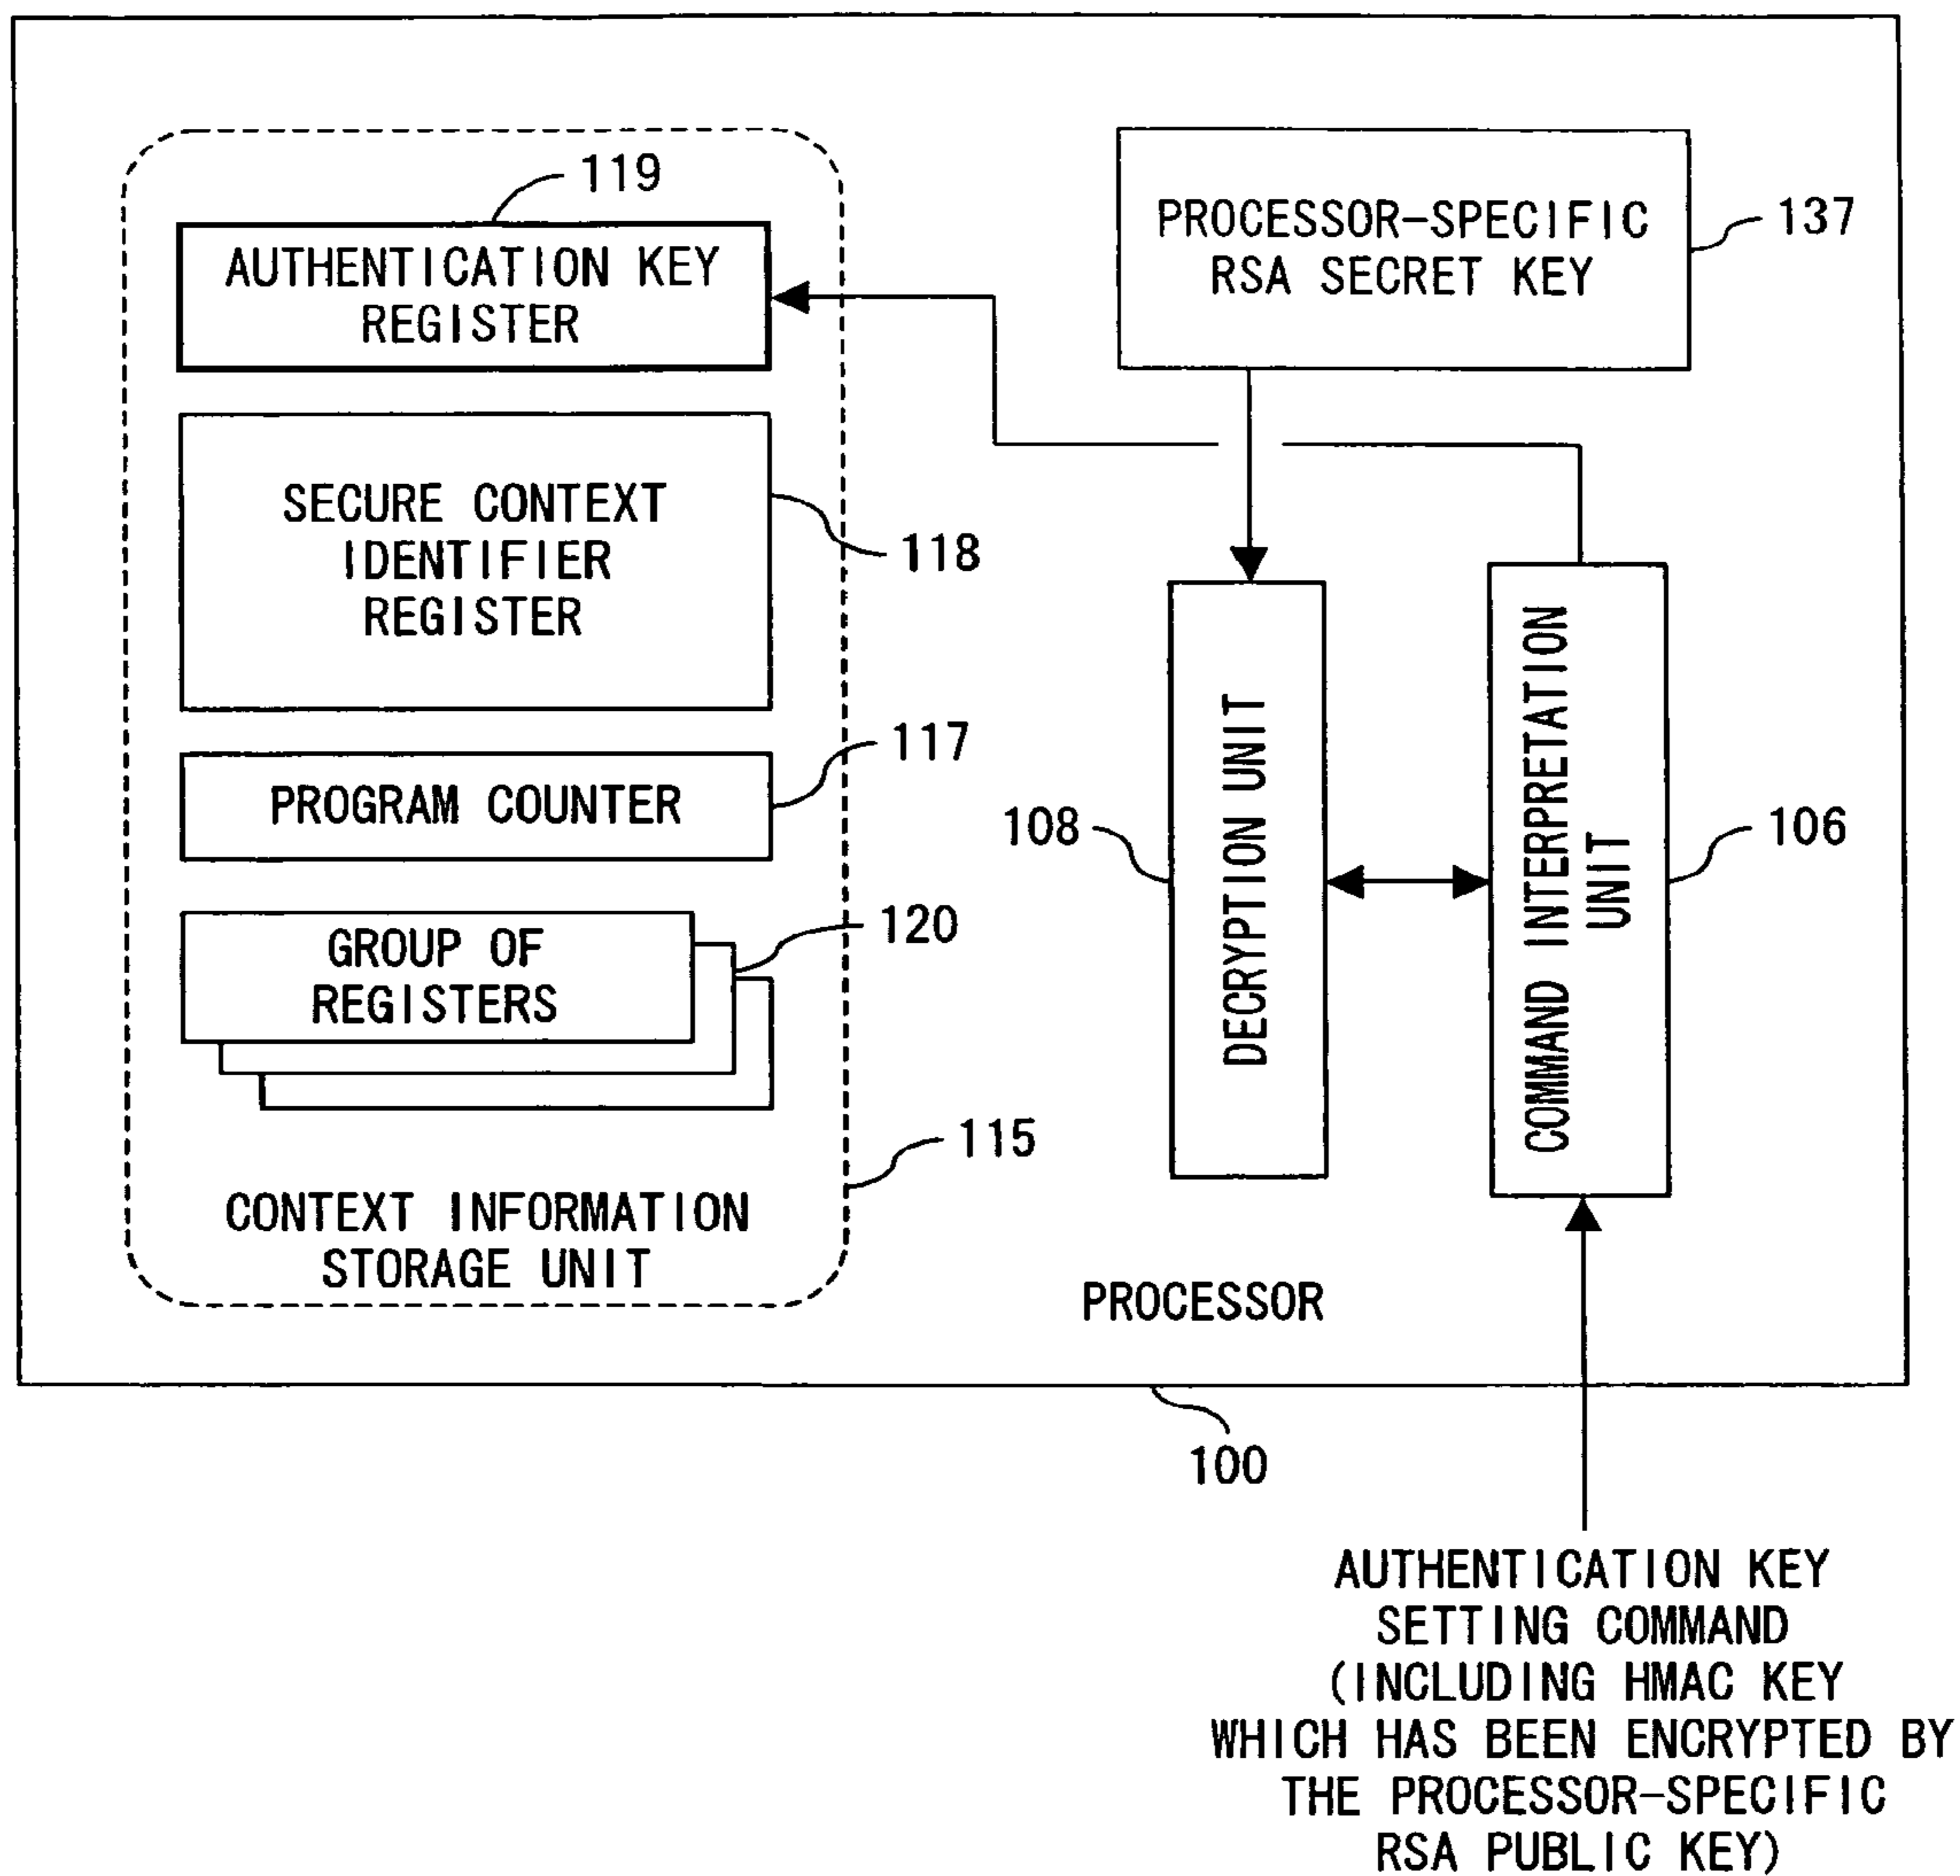 119
AUTHENTICATION KEY
REGISTER
PROCESSOR-SPECIFIC
RSA SECRET KEY
137
SECURE CONTEXT
IDENTIFIER
REGISTER
118
PROGRAM COUNTER
117
GROUP OF
REGISTERS
120
CONTEXT INFORMATION
STORAGE UNIT
115
108
DECRYPTION UNIT
COMMAND INTERPRETATION
UNIT
106
PROCESSOR
100
AUTHENTICATION KEY
SETTING COMMAND
(INCLUDING HMAC KEY
WHICH HAS BEEN ENCRYPTED BY
THE PROCESSOR-SPECIFIC
RSA PUBLIC KEY)